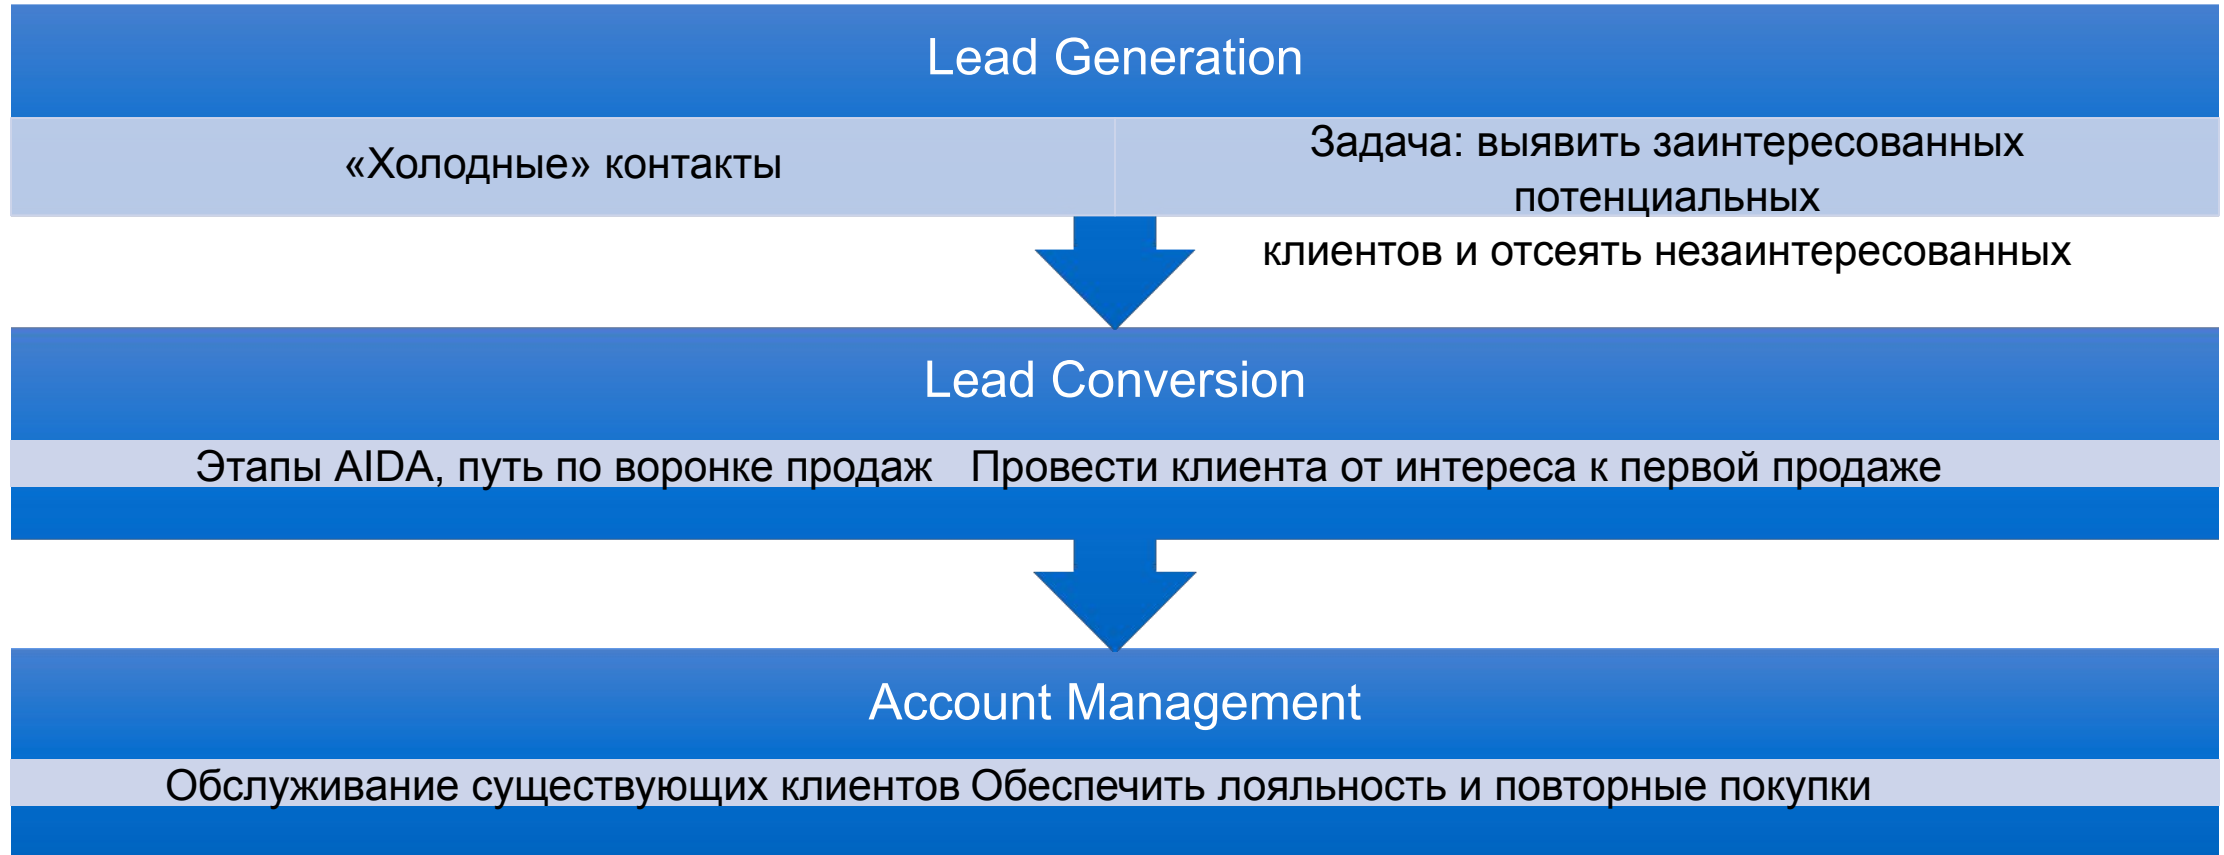 Lead Generation
«Холодные» контакты
Задача: выявить заинтересованных
потенциальных
клиентов и отсеять незаинтересованных
Lead Conversion
Этапы AIDA, путь по воронке продаж
Провести клиента от интереса к первой продаже
Account Management
Обслуживание существующих клиентов
Обеспечить лояльность и повторные покупки